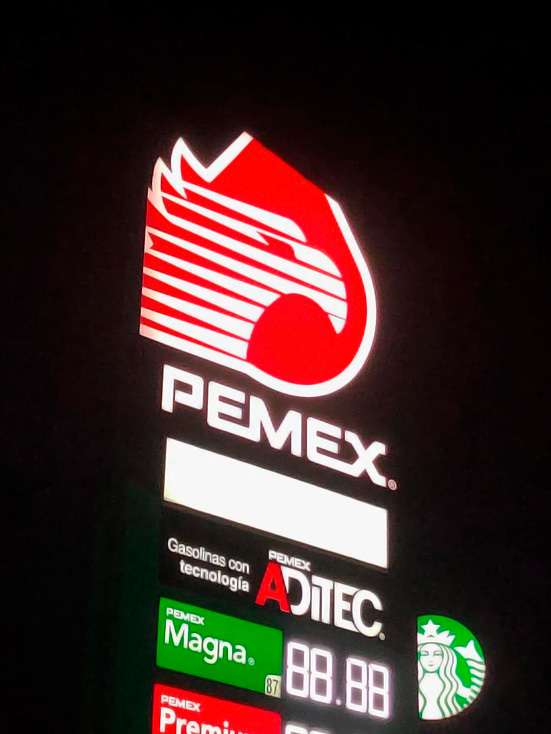 PEMEX®
Gasolinas con
tecnología
PEMEX
ADITEC®
PEMEX
Magna®
87
88.88
PEMEX